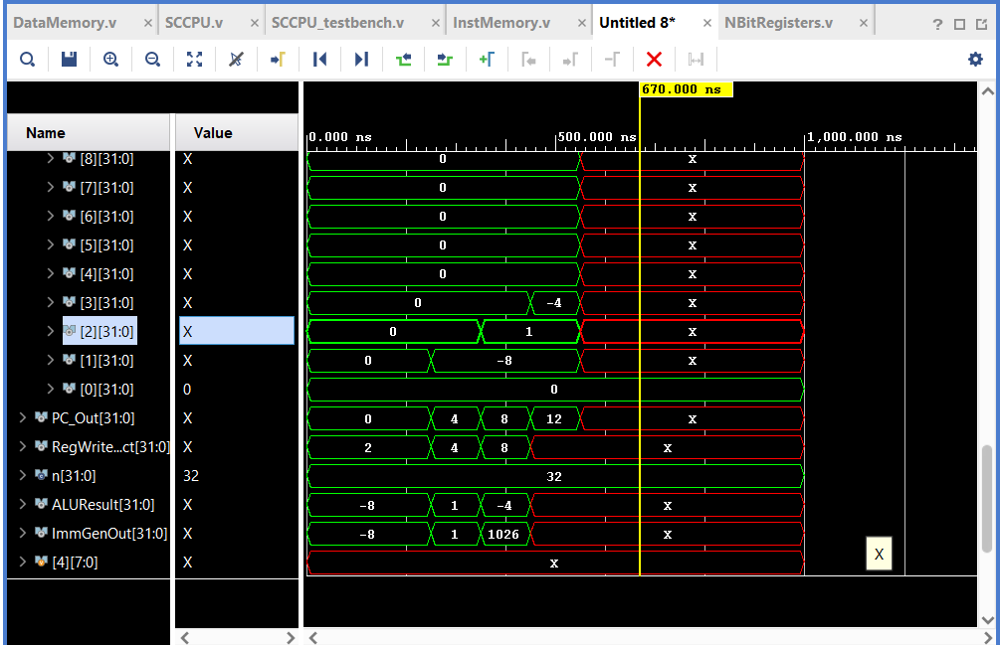 DataMemory.v × SCCPU.v × SCCPU_testbench.v × InstMemory.v × Untitled 8* × NBitRegisters.v × ?
670.000 ns
Name Value 0.000 ns 500.000 ns 1,000.000 ns
[8][31:0] X 0 X
[7][31:0] X 0 X
[6][31:0] X 0 X
[5][31:0] X 0 X
[4][31:0] X 0 X
[3][31:0] X 0 -4 X
[2][31:0] X 0 1 X
[1][31:0] X 0 -8 X
[0][31:0] 0 0
PC_Out[31:0] X 0 4 8 12 X
RegWrite...ct[31:0] X 2 4 8 X
n[31:0] 32 32
ALUResult[31:0] X -8 1 -4 X
ImmGenOut[31:0] X -8 1 1026 X
X
[4][7:0] X X